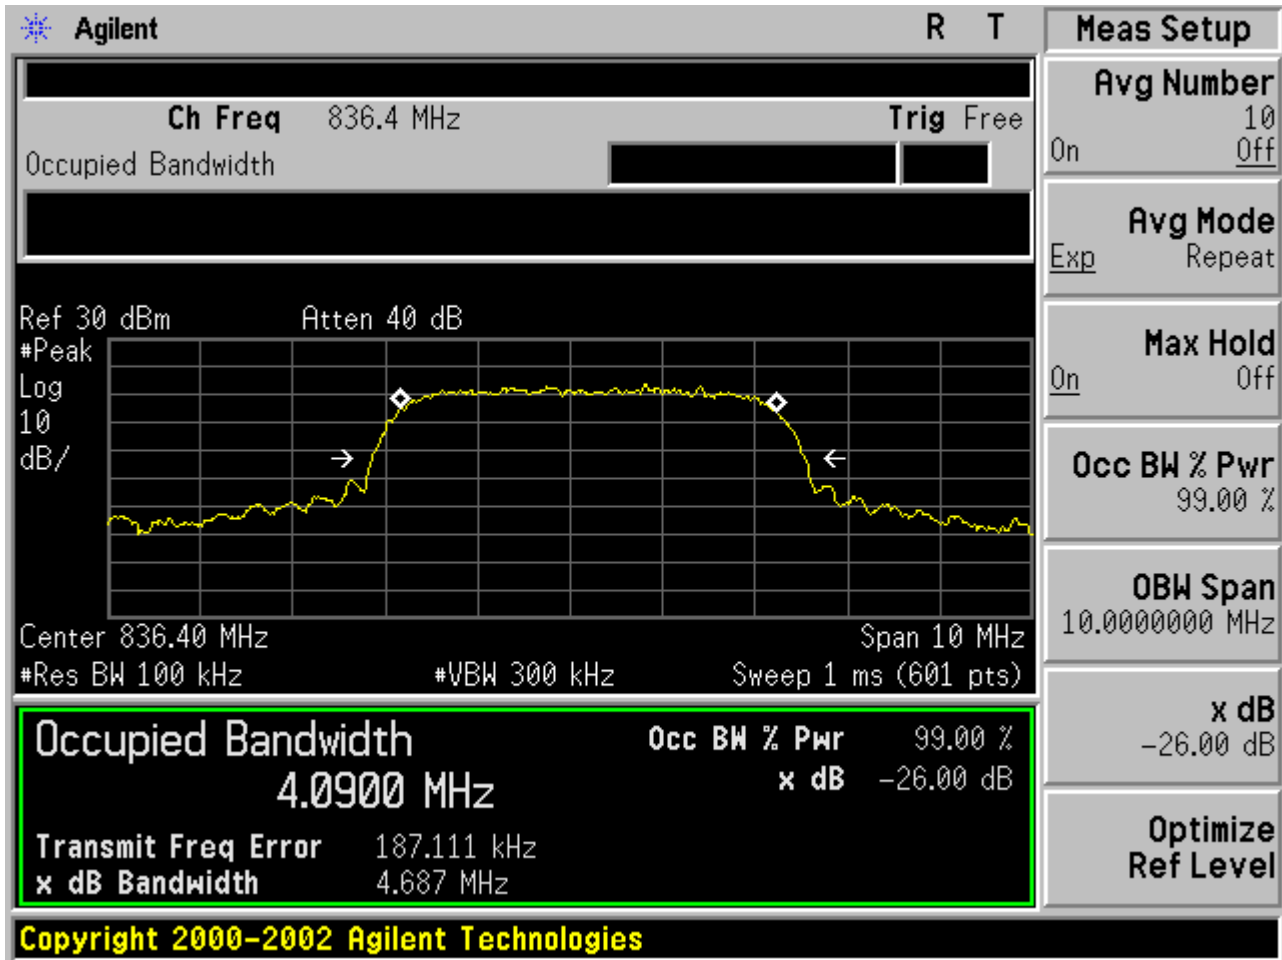 Agilent R T
Ch Freq 836.4 MHz Trig Free
Occupied Bandwidth
Ref 30 dBm Atten 40 dB
#Peak
Log
10
dB/
Center 836.40 MHz Span 10 MHz
#Res BW 100 kHz #VBW 300 kHz Sweep 1 ms (601 pts)
Occupied Bandwidth Occ BW % Pwr 99.00 %
4.0900 MHz x dB -26.00 dB
Transmit Freq Error 187.111 kHz
x dB Bandwidth 4.687 MHz
Copyright 2000-2002 Agilent Technologies
Meas Setup
Avg Number
10
On Off
Avg Mode
Exp Repeat
Max Hold
On Off
Occ BW % Pwr
99.00 %
OBW Span
10.0000000 MHz
x dB
-26.00 dB
Optimize
Ref Level